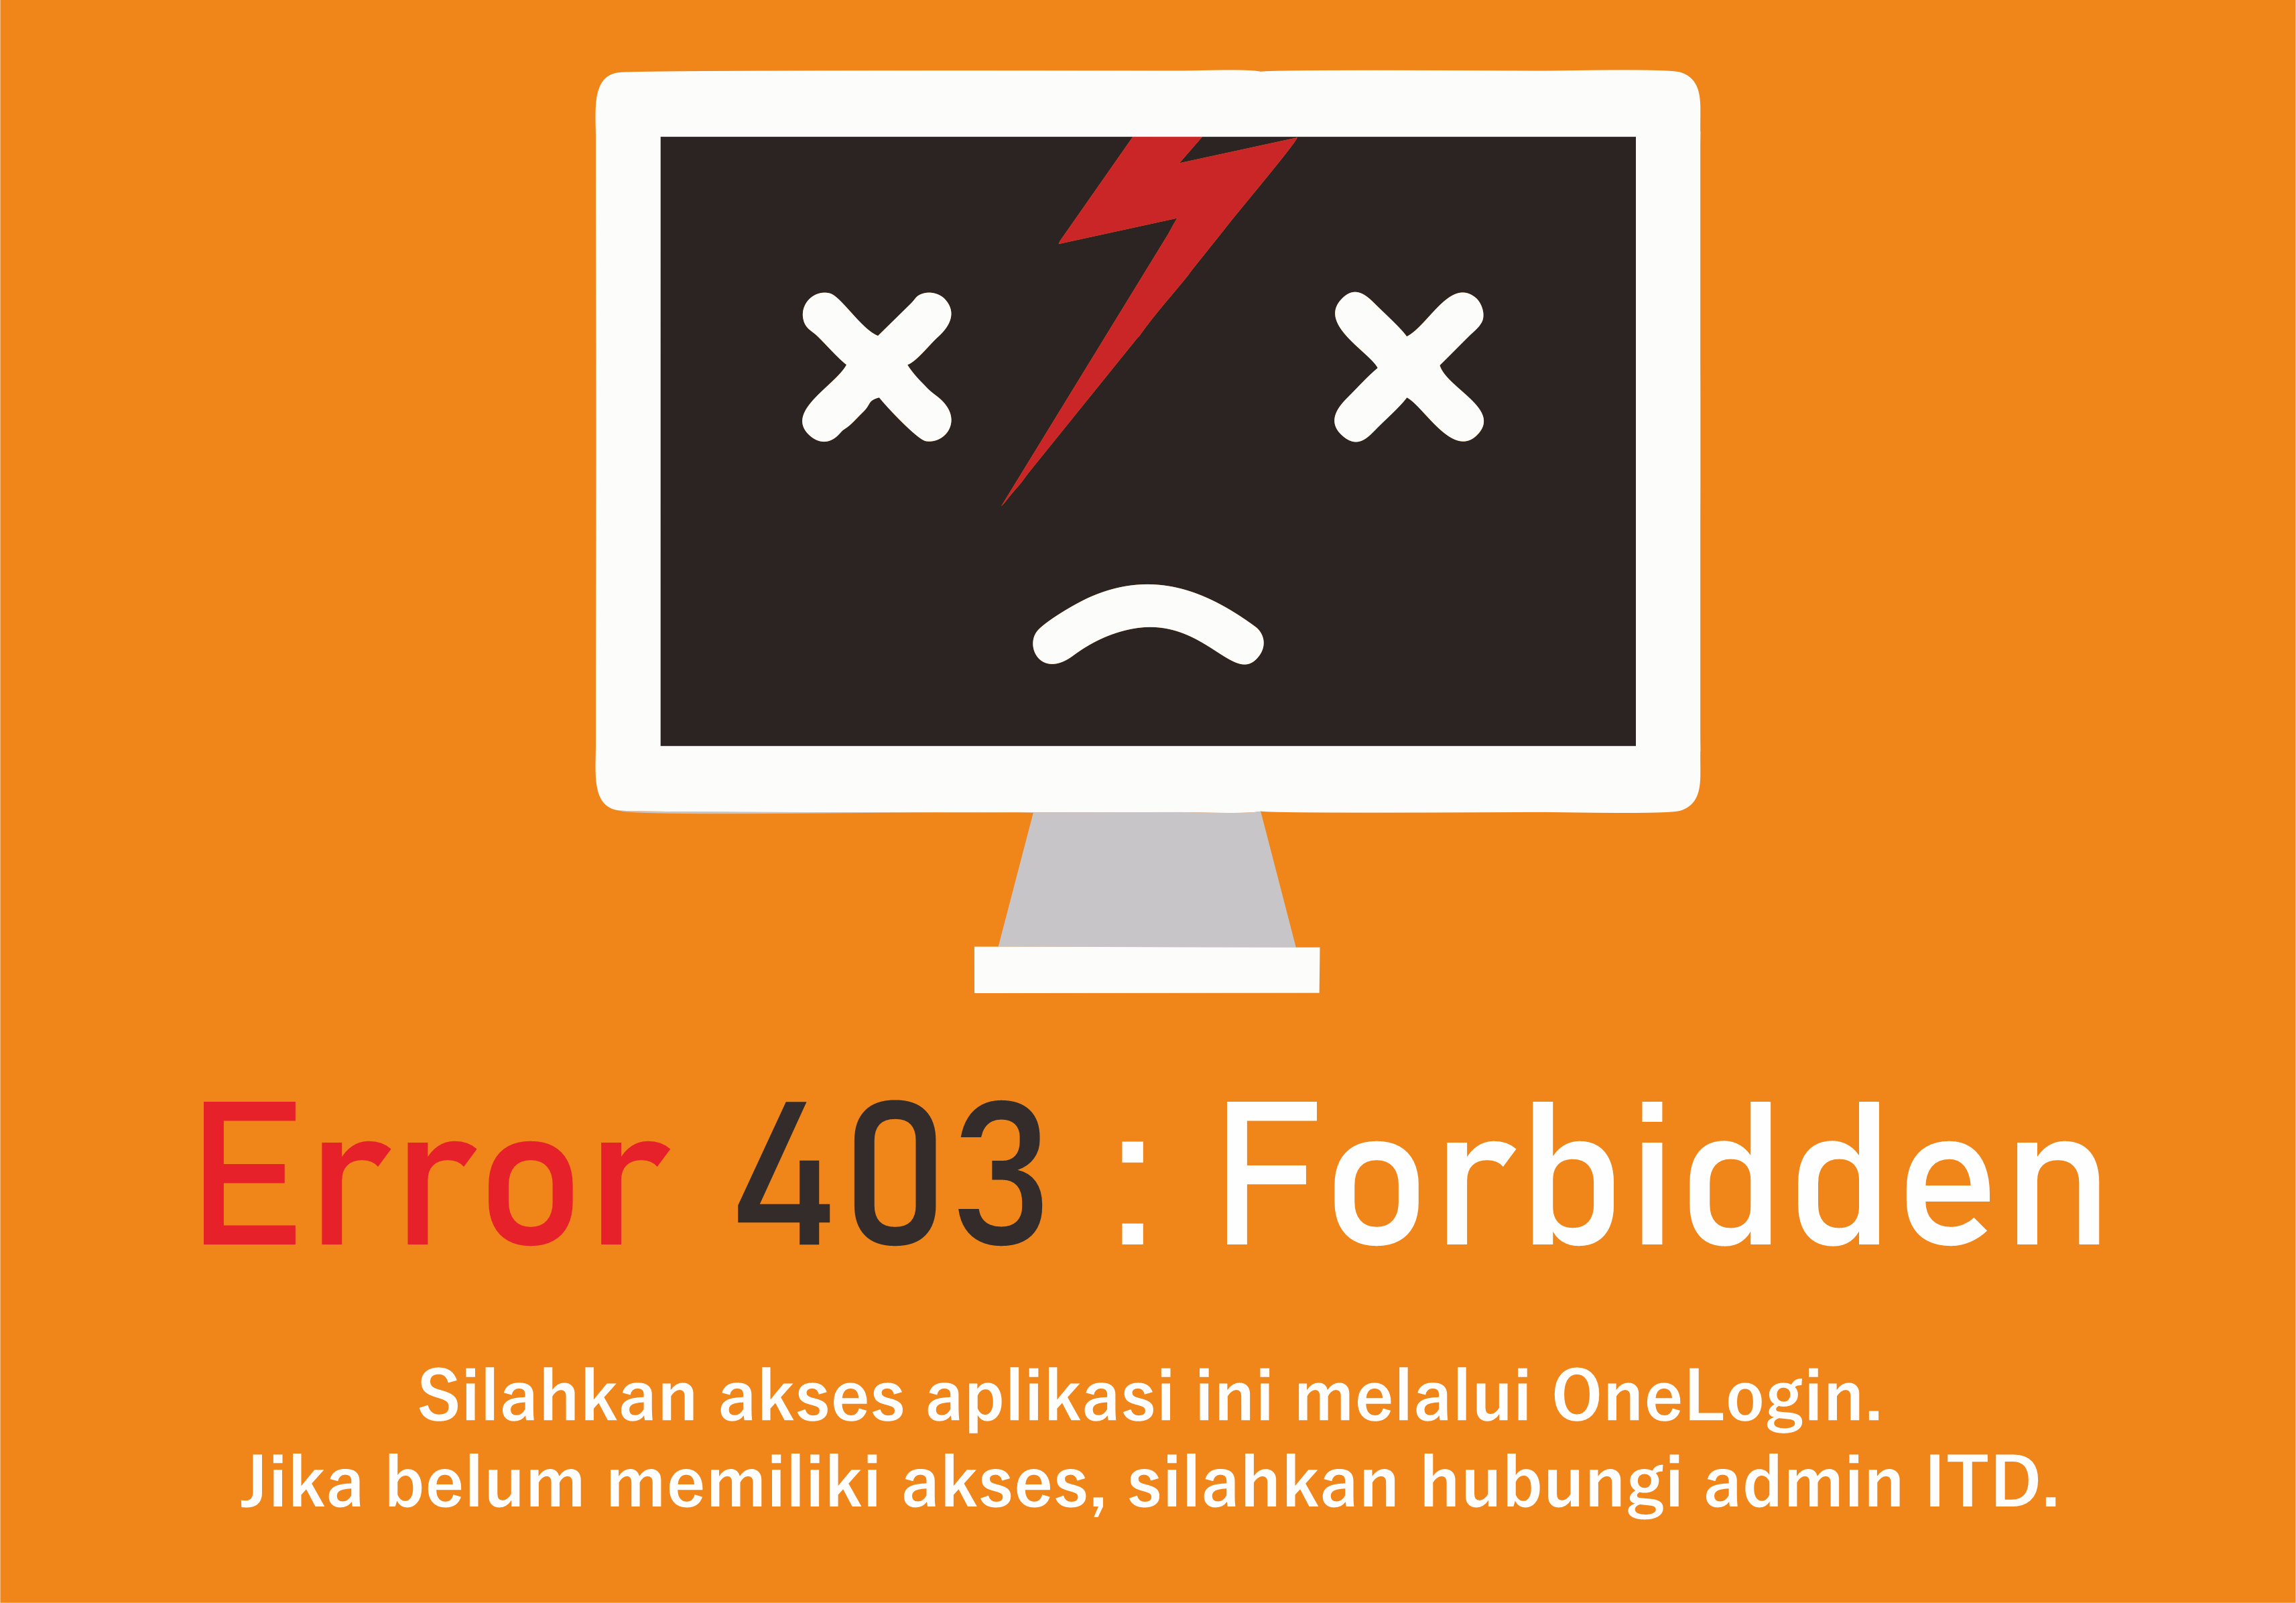 Error 403 : Forbidden
Silahkan akses aplikasi ini melalui OneLogin.
Jika belum memiliki akses, silahkan hubungi admin ITD.